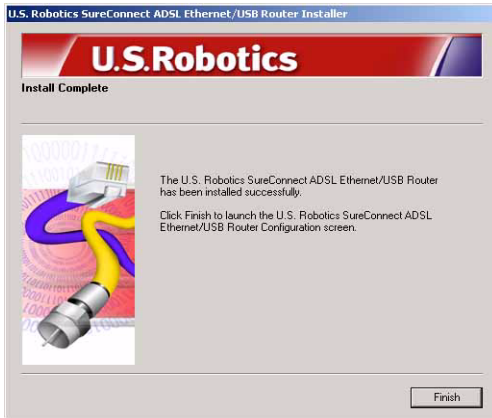 U.S. Robotics SureConnect ADSL Ethernet/USB Router Installer
U.S.Robotics
Install Complete
The U.S. Robotics SureConnect ADSL Ethernet/USB Router
has been installed successfully.
Click Finish to launch the U.S. Robotics SureConnect ADSL
Ethernet/USB Router Configuration screen.
Finish